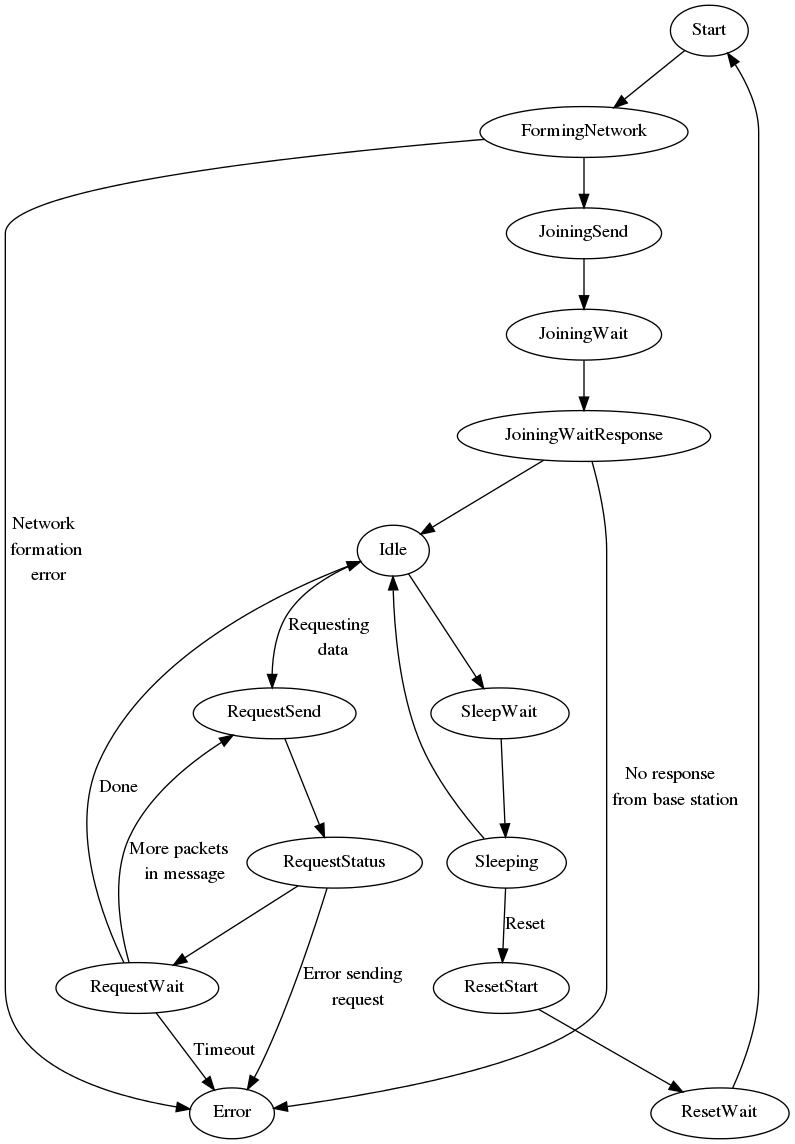 Start
FormingNetwork
JoiningSend
JoiningWait
JoiningWaitResponse
Network
formation
error
Idle
Requesting
data
RequestSend
SleepWait
No response
from base station
Done
More packets
in message
RequestStatus
Sleeping
Reset
Error sending
request
RequestWait
ResetStart
Timeout
Error
ResetWait